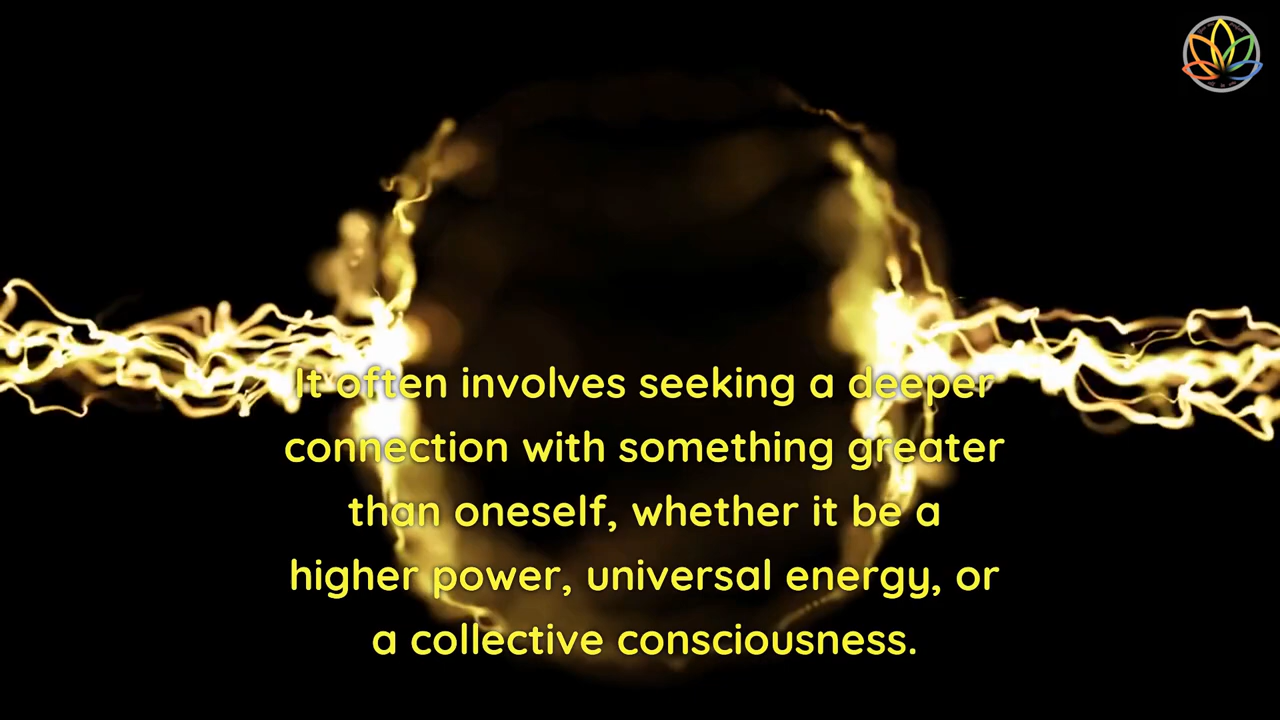 It often involves seeking a deeper
connection with something greater
than oneself, whether it be a
higher power, universal energy, or
a collective consciousness.